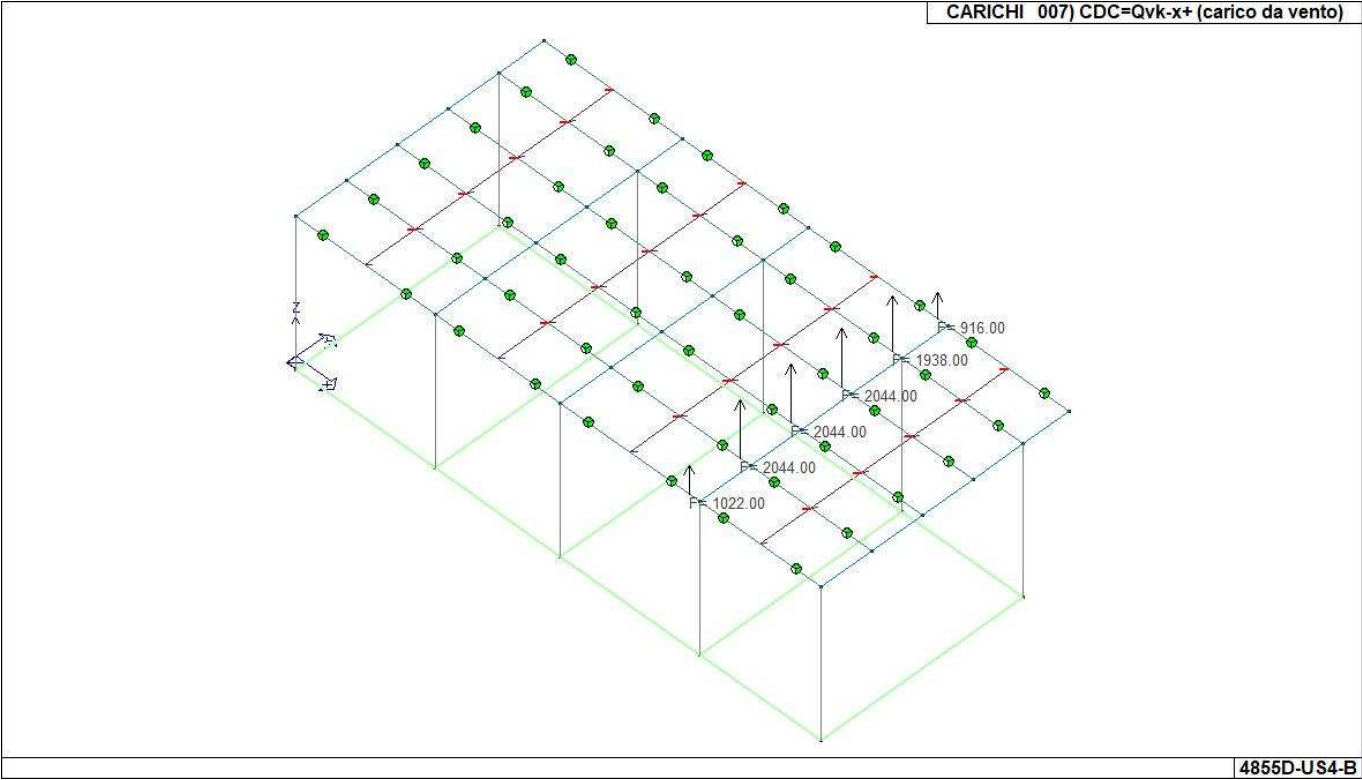 CARICHI 007) CDC=Qvk-x+ (carico da vento)
F= 916.00
F= 1938.00
F= 2044.00
F= 2044.00
F= 2044.00
F= 1022.00
Z
4855D-US4-B